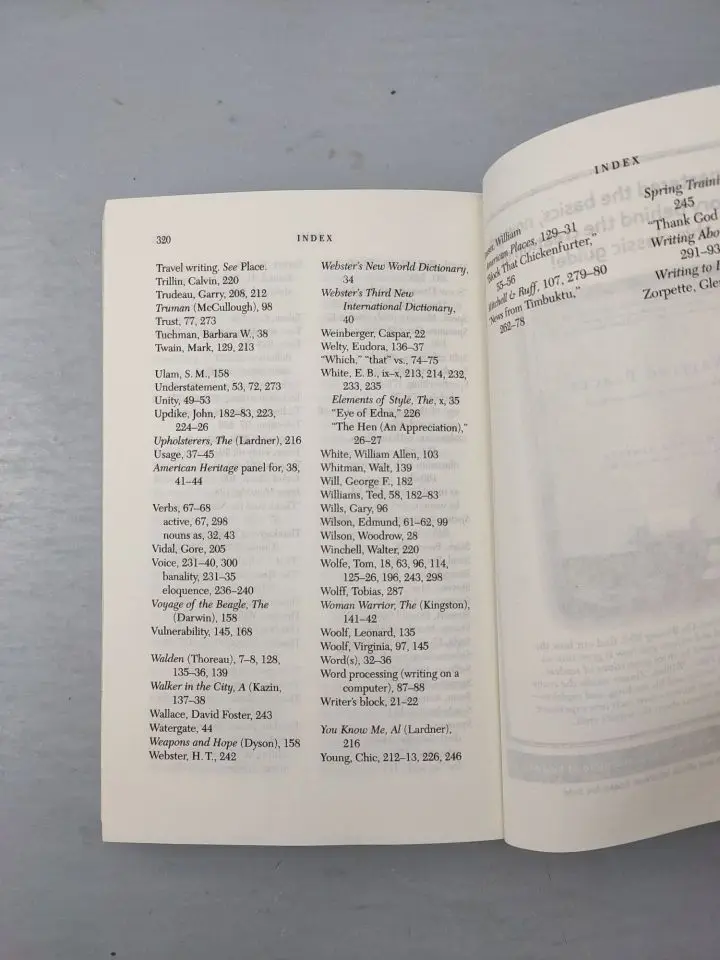 320
INDEX
Travel writing. See Place.
Trillin, Calvin, 220
Trudeau, Garry, 208, 212
Truman (McCullough), 98
Trust, 77, 273
Tuchman, Barbara W., 38
Twain, Mark, 129, 213
Ulam, S. M., 158
Understatement, 53, 72, 273
Unity, 49–53
Updike, John, 182–83, 223,
224–26
Upholsterers, The (Lardner), 216
Usage, 37–45
American Heritage panel for, 38,
41–44
Verbs, 67–68
active, 67, 298
nouns as, 32, 43
Vidal, Gore, 205
Voice, 231–40, 300
banality, 231–35
eloquence, 236–240
Voyage of the Beagle, The
(Darwin), 158
Vulnerability, 145, 168
Walden (Thoreau), 7–8, 128,
135–36, 139
Walker in the City, A (Kazin,
137–38
Wallace, David Foster, 243
Watergate, 44
Weapons and Hope (Dyson), 158
Webster, H. T., 242
Webster's New World Dictionary,
34
Webster's Third New
International Dictionary,
40
Weinberger, Caspar, 22
Welty, Eudora, 136–37
"Which," "that" vs., 74–75
White, E. B., ix–x, 213, 214, 232,
233, 235
Elements of Style, The, x, 35
"Eye of Edna," 226
"The Hen (An Appreciation),"
26–27
White, William Allen, 103
Whitman, Walt, 139
Will, George F., 182
Williams, Ted, 58, 182–83
Wills, Gary, 96
Wilson, Edmund, 61–62, 99
Wilson, Woodrow, 28
Winchell, Walter, 220
Wolfe, Tom, 18, 63, 96, 114,
125–26, 196, 243, 298
Wolff, Tobias, 287
Woman Warrior, The (Kingston),
141–42
Woolf, Leonard, 135
Woolf, Virginia, 97, 145
Word(s), 32–36
Word processing (writing on a
computer), 87–88
Writer's block, 21–22
You Know Me, Al (Lardner),
216
Young, Chic, 212–13, 226, 246
INDEX
William
Places, 129–31
That Chickenfurter,"
55–56
& Ruff, 107, 279–80
from Timbuktu,"
262–78
Spring
245
"Thank God
Writing
291–93
Writing to
Zorpette,